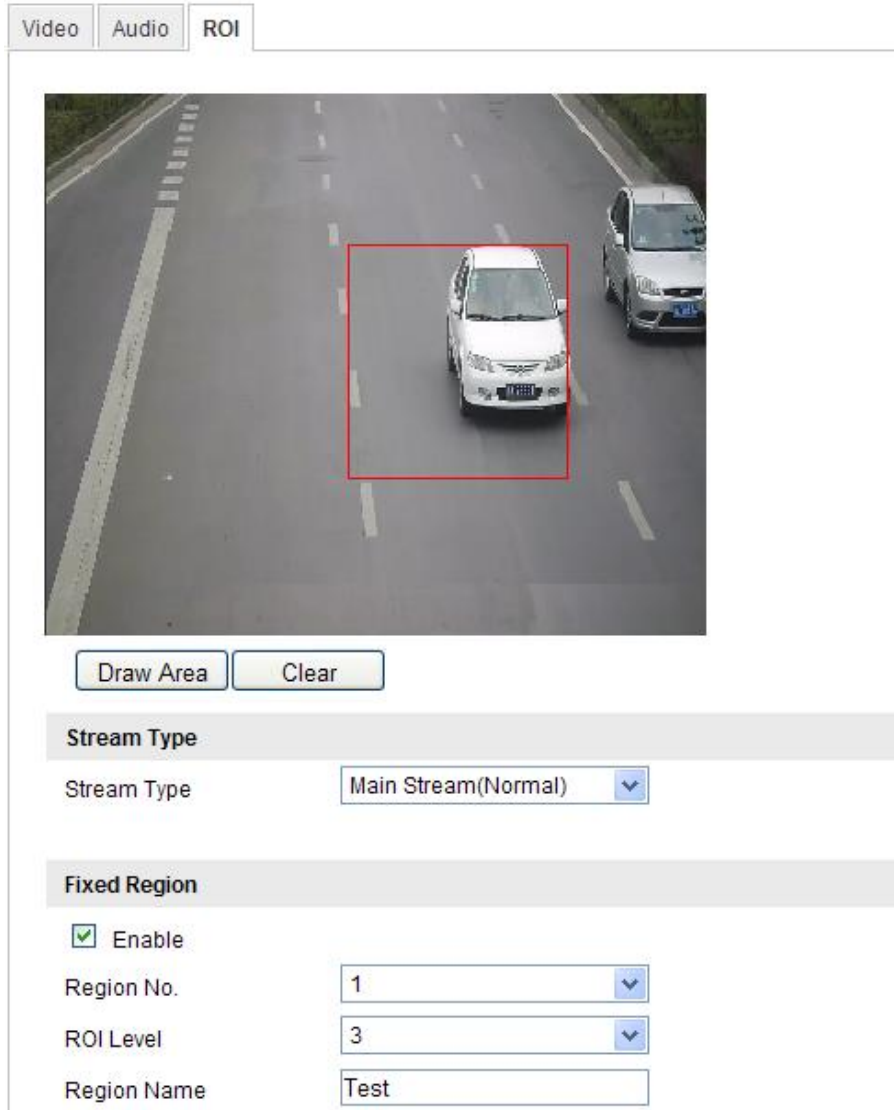 Video Audio ROI
Draw Area Clear
Stream Type
Stream Type Main Stream(Normal)
Fixed Region
Enable
Region No. 1
ROI Level 3
Region Name Test